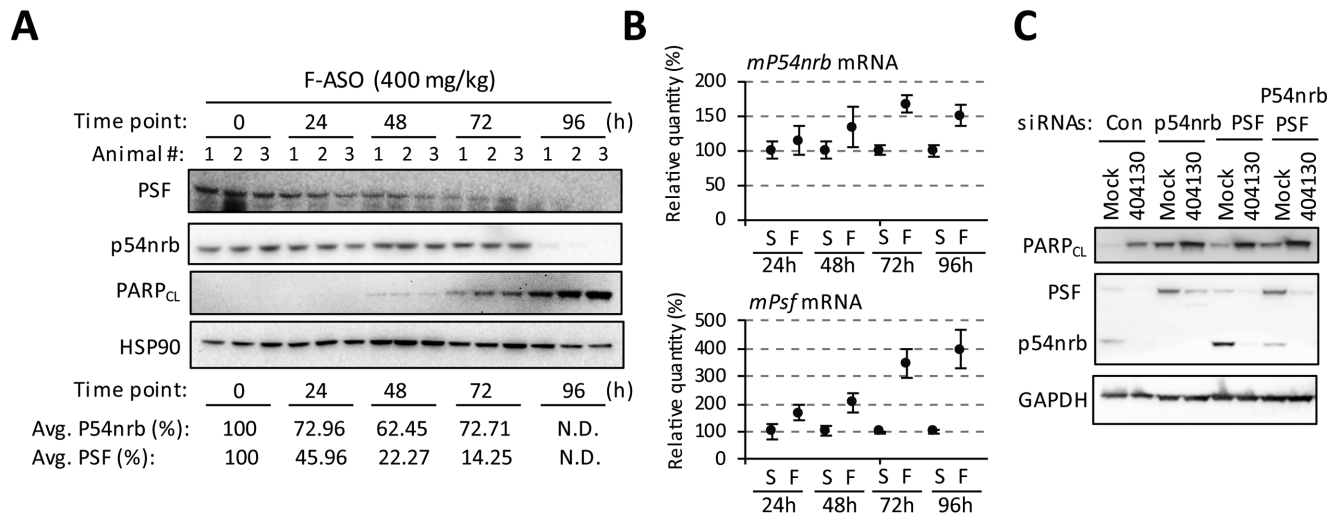 A
F-ASO (400 mg/kg)
Time point: 0 24 48 72 96 (h)
Animal #: 1 2 3 1 2 3 1 2 3 1 2 3 1 2 3
PSF
p54nrb
PARPCL
HSP90
Time point: 0 24 48 72 96 (h)
Avg. P54nrb (%): 100 72.96 62.45 72.71 N.D.
Avg. PSF (%): 100 45.96 22.27 14.25 N.D.
B
mP54nrb mRNA
Relative quantity (%)
200
150
100
50
0
S F S F S F S F
24h 48h 72h 96h
mPsf mRNA
Relative quantity (%)
500
400
300
200
100
0
S F S F S F S F
24h 48h 72h 96h
C
P54nrb
siRNAs: Con p54nrb PSF PSF
Mock 404130 Mock 404130 Mock 404130 Mock 404130
PARPCL
PSF
p54nrb
GAPDH